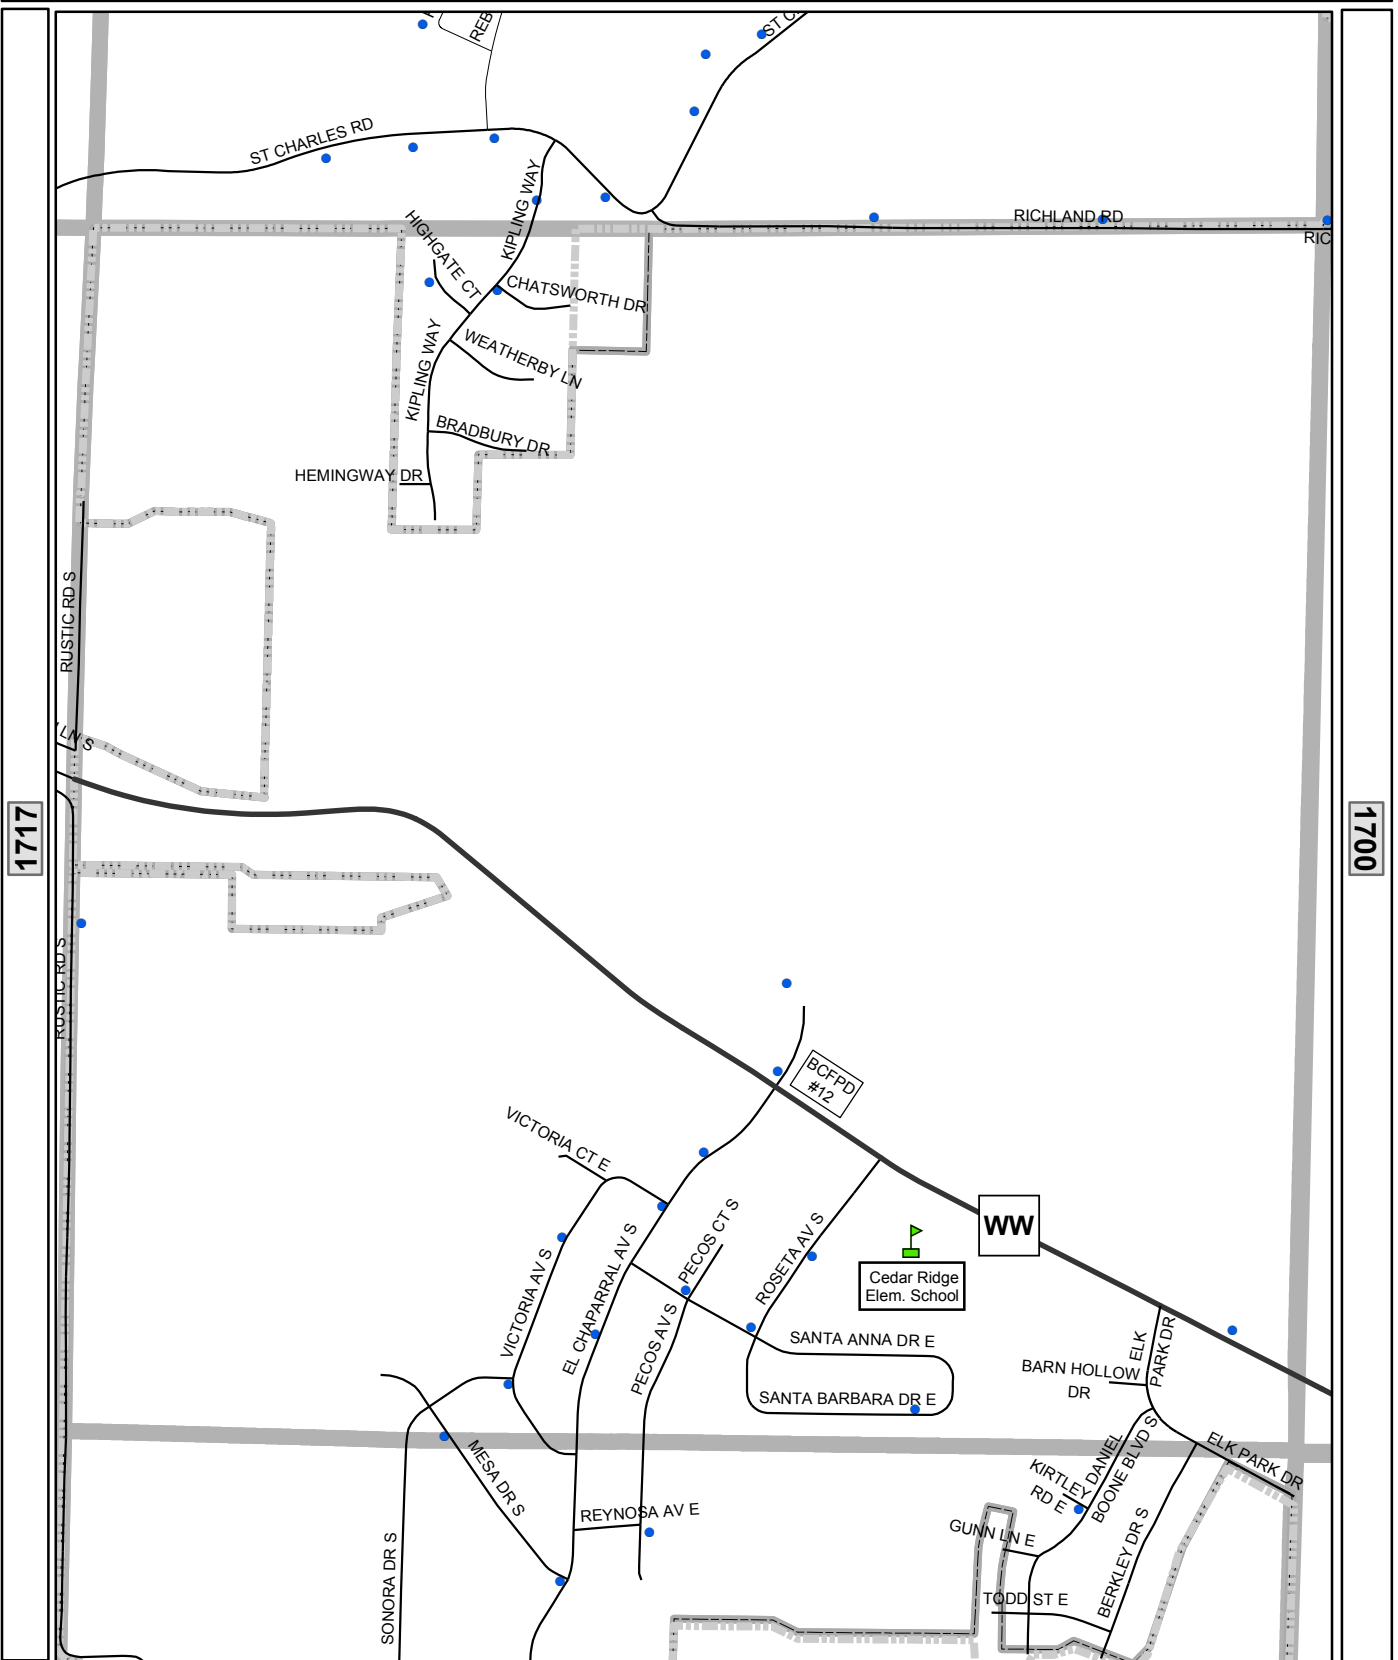 REB
ST C
ST CHARLES RD
KIPLING WAY
RICHLAND RD
RIC
HIGHGATE CT
CHATSWORTH DR
KIPLING WAY
WEATHERBY LN
BRADBURY DR
HEMINGWAY DR
RUSTIC RD S
LN S
1717
1700
RUSTIC RD S
BCFPD
#12
VICTORIA CT E
WW
PECOS CT S
ROSETA AV S
EL CHAPARRAL AV S
VICTORIA AV S
PECOS AV S
Cedar Ridge
Elem. School
SANTA ANNA DR E
SANTA BARBARA DR E
ELK
PARK DR
BARN HOLLOW
DR
ELK PARK DR
DANIEL
BOONE BLVD S
KIRTLEY
RD E
MESA DR S
REYNOSA AV E
GUNN LN E
BERKLEY DR S
SONORA DR S
TODD ST E